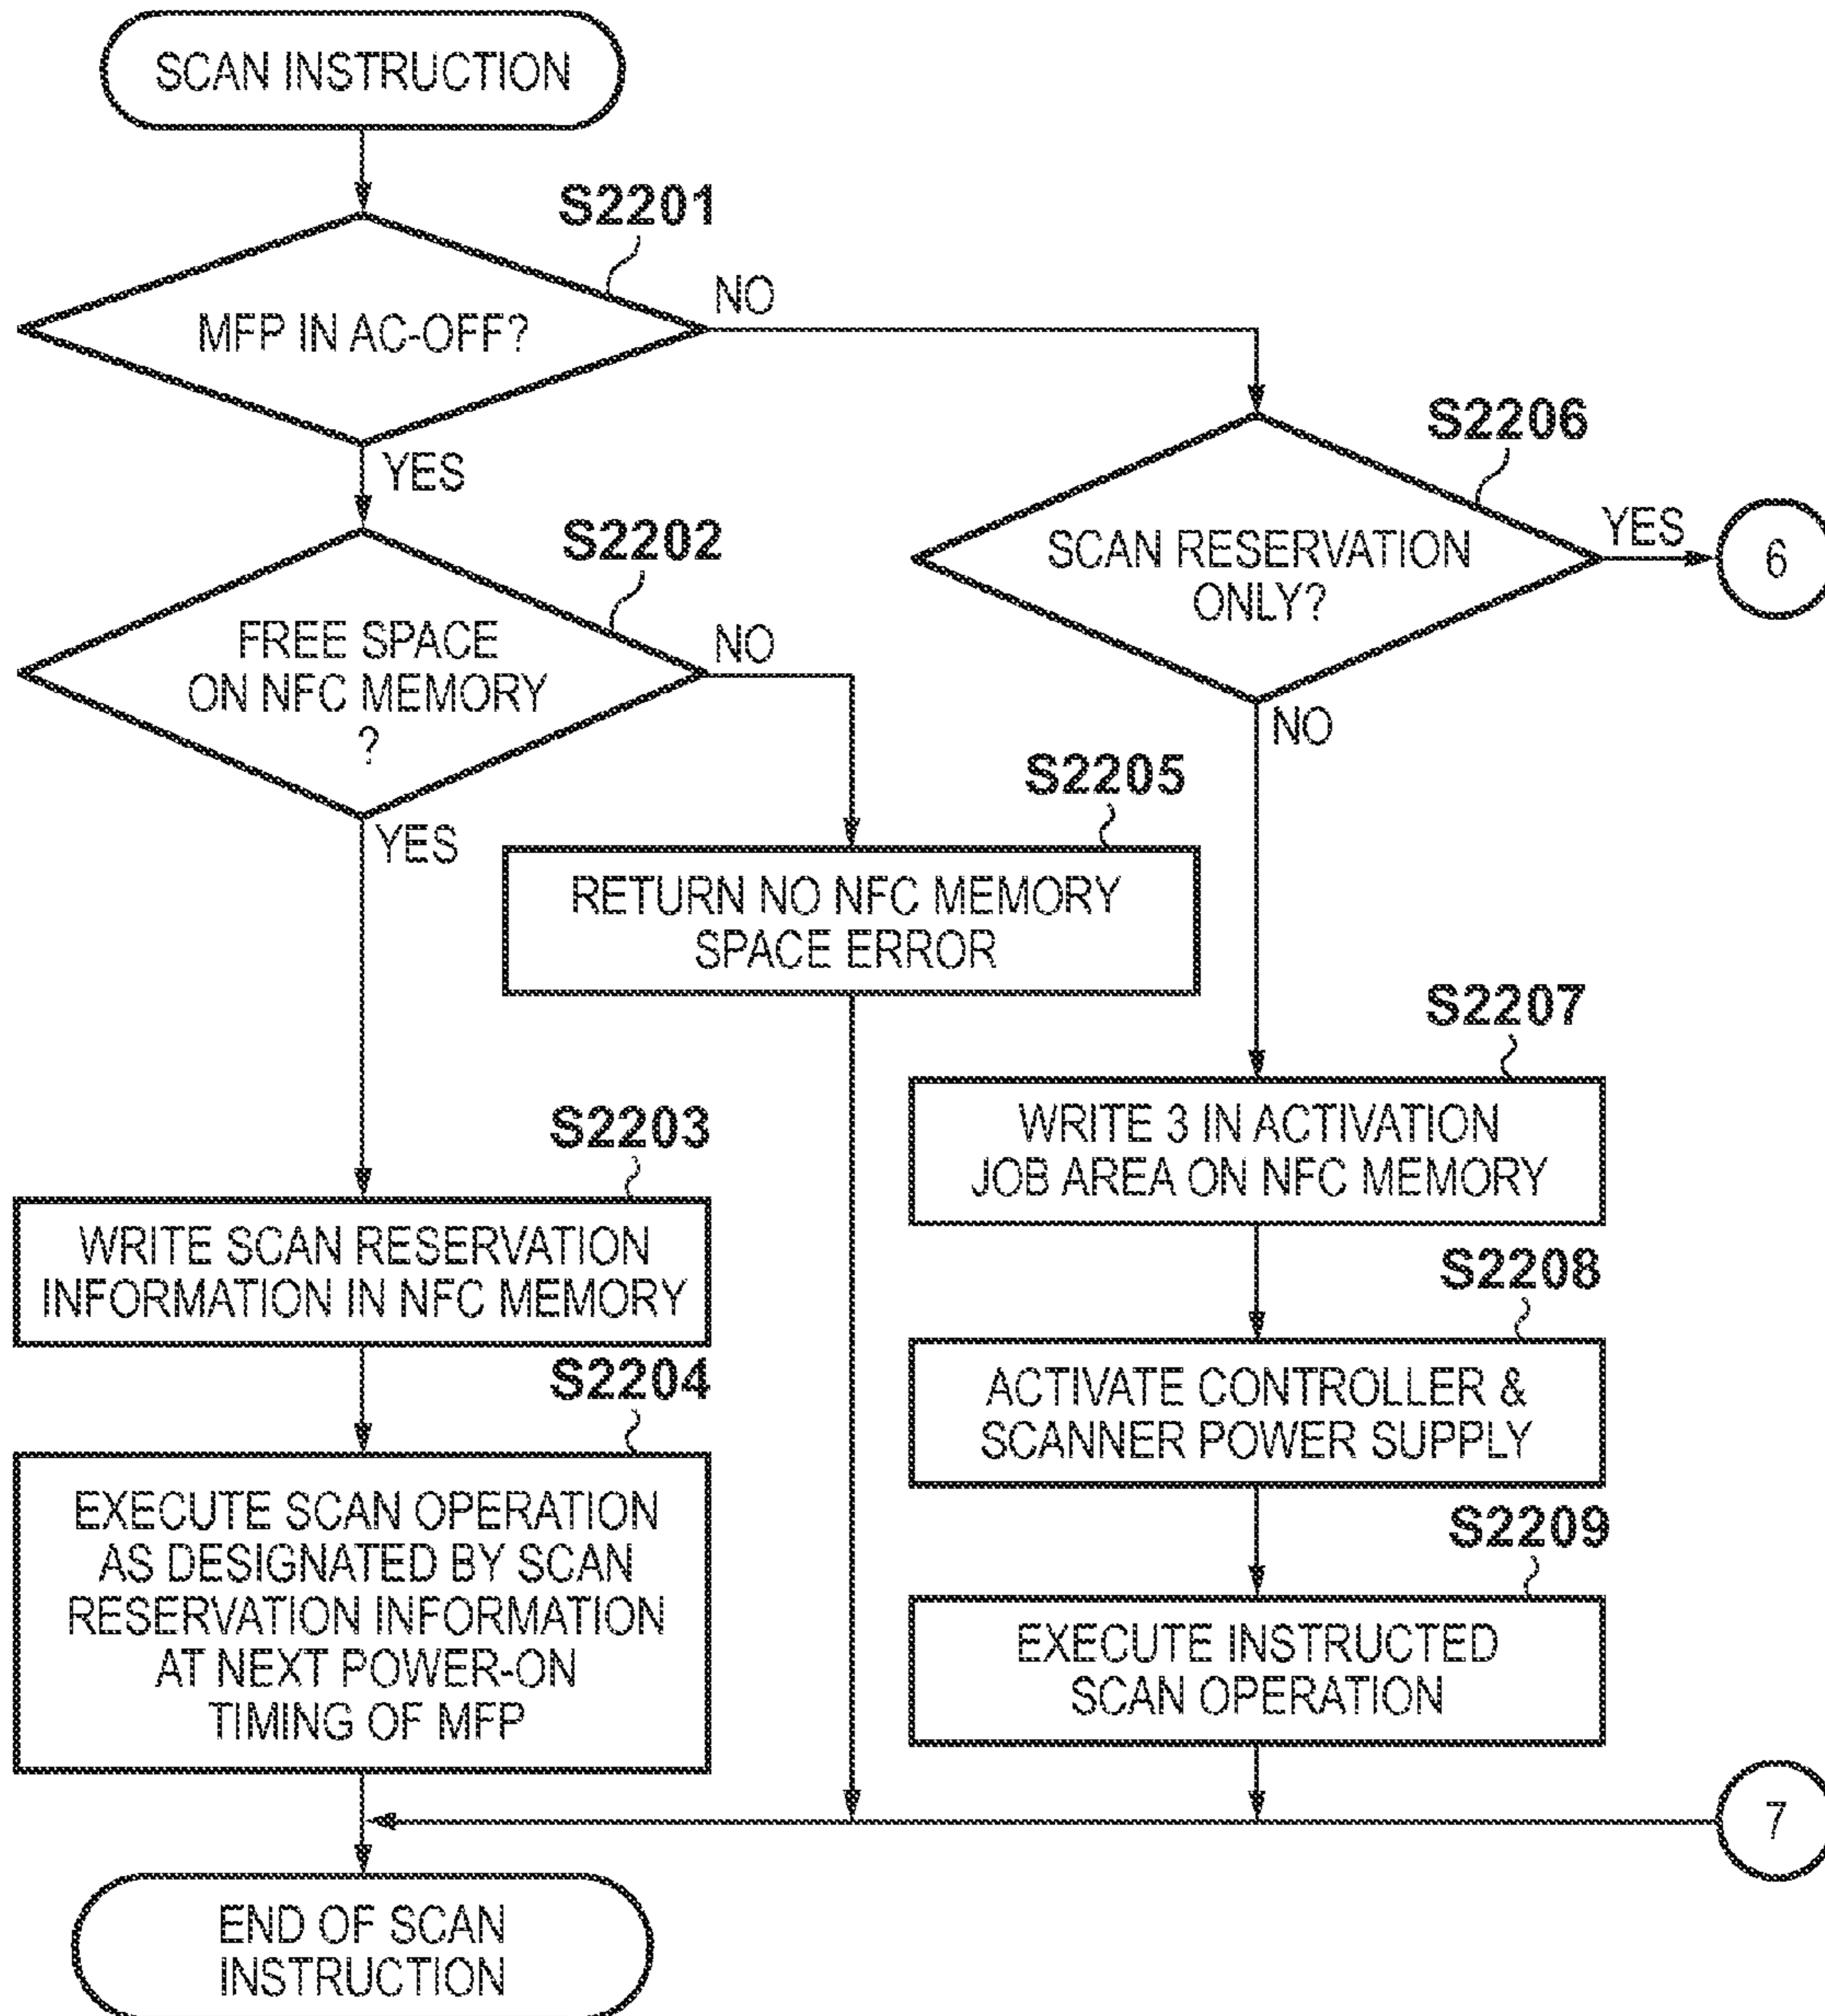 SCAN INSTRUCTION
S2201
MFP IN AC-OFF?
NO
YES
S2202
FREE SPACE
ON NFC MEMORY
?
NO
YES
S2206
SCAN RESERVATION
ONLY?
YES
6
NO
S2205
RETURN NO NFC MEMORY
SPACE ERROR
S2203
WRITE SCAN RESERVATION
INFORMATION IN NFC MEMORY
S2204
EXECUTE SCAN OPERATION
AS DESIGNATED BY SCAN
RESERVATION INFORMATION
AT NEXT POWER-ON
TIMING OF MFP
S2207
WRITE 3 IN ACTIVATION
JOB AREA ON NFC MEMORY
S2208
ACTIVATE CONTROLLER &
SCANNER POWER SUPPLY
S2209
EXECUTE INSTRUCTED
SCAN OPERATION
7
END OF SCAN
INSTRUCTION